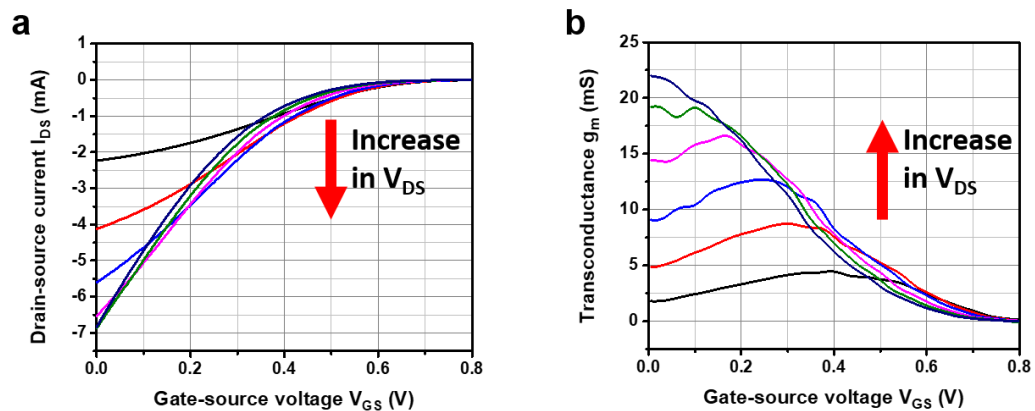 a
Drain-source current I_DS (mA)
1
0
-1
-2
-3
-4
-5
-6
-7
0.0 0.2 0.4 0.6 0.8
Gate-source voltage V_GS (V)
Increase
in V_DS
b
Transconductance g_m (mS)
25
20
15
10
5
0
0.0 0.2 0.4 0.6 0.8
Gate-source voltage V_GS (V)
Increase
in V_DS